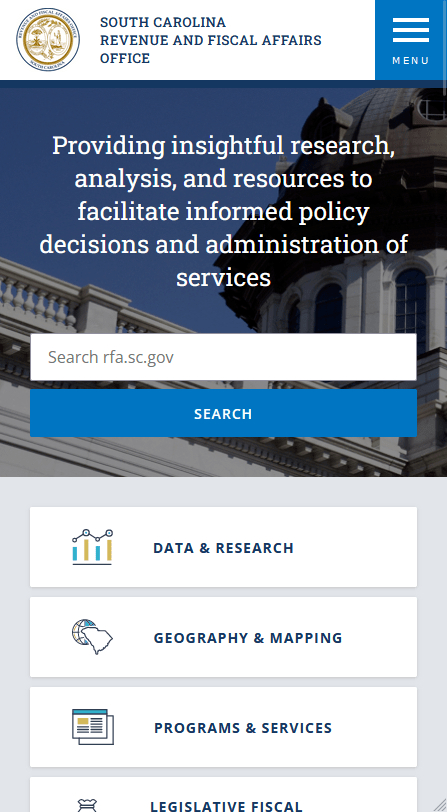 SOUTH CAROLINA
REVENUE AND FISCAL AFFAIRS
OFFICE
MENU
Providing insightful research,
analysis, and resources to
facilitate informed policy
decisions and administration of
services
Search rfa.sc.gov
SEARCH
DATA & RESEARCH
GEOGRAPHY & MAPPING
PROGRAMS & SERVICES
LEGISLATIVE FISCAL